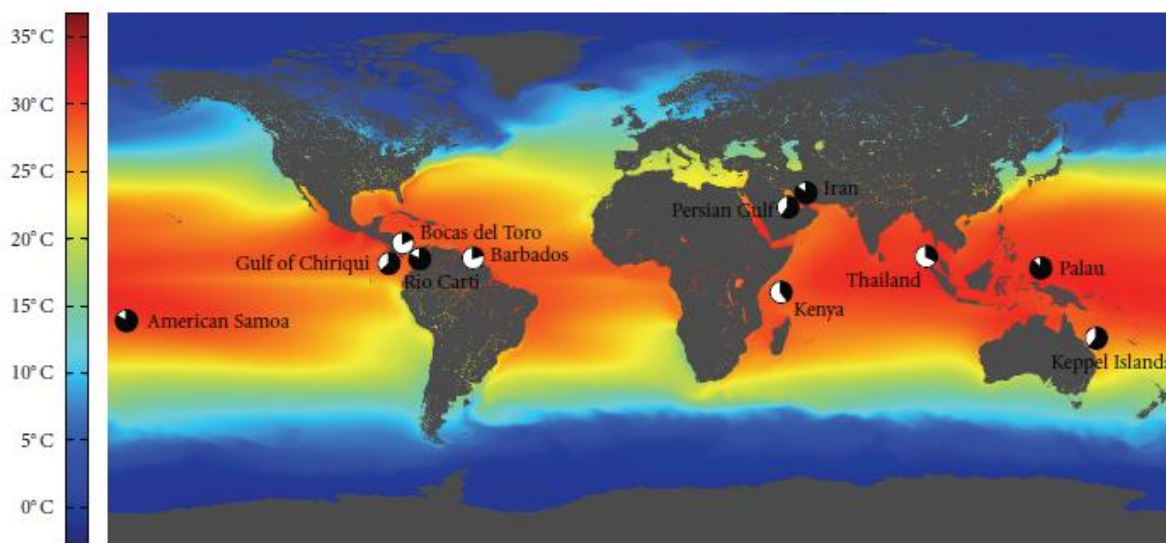 35°C
30°C
25°C
20°C
15°C
10°C
5°C
0°C
Iran
Persian Gulf
Bocas del Toro
Gulf of Chiriqui
Barbados
Rio Carti
Thailand
Palau
Kenya
American Samoa
Keppel Islands